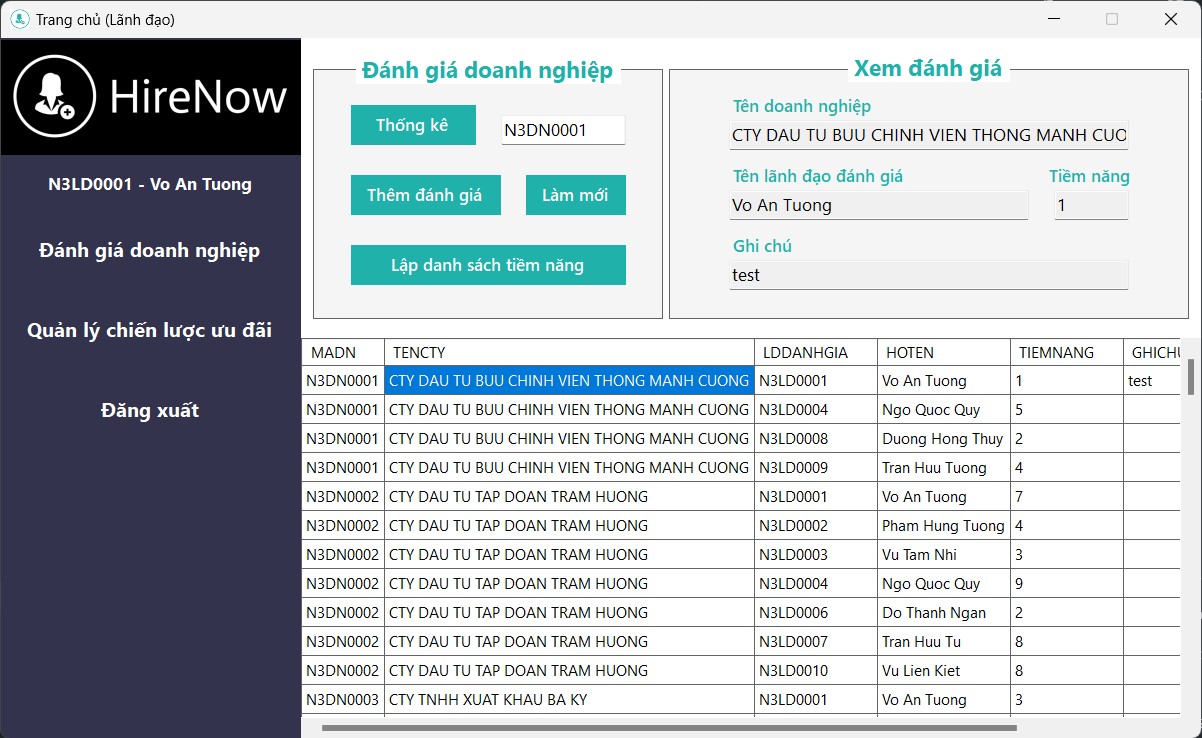 Trang chủ (Lãnh đạo)
HireNow
N3LD0001 - Vo An Tuong
Đánh giá doanh nghiệp
Quản lý chiến lược ưu đãi
Đăng xuất
Đánh giá doanh nghiệp
Thống kê
N3DN0001
Thêm đánh giá
Làm mới
Lập danh sách tiềm năng
Xem đánh giá
Tên doanh nghiệp
CTY DAU TU BUU CHINH VIEN THONG MANH CUO
Tên lãnh đạo đánh giá Tiềm năng
Vo An Tuong 1
Ghi chú
test
MADN TENCTY LDDANHGIA HOTEN TIEMNANG GHICHU
N3DN0001 CTY DAU TU BUU CHINH VIEN THONG MANH CUONG N3LD0001 Vo An Tuong 1 test
N3DN0001 CTY DAU TU BUU CHINH VIEN THONG MANH CUONG N3LD0004 Ngo Quoc Quy 5
N3DN0001 CTY DAU TU BUU CHINH VIEN THONG MANH CUONG N3LD0008 Duong Hong Thuy 2
N3DN0001 CTY DAU TU BUU CHINH VIEN THONG MANH CUONG N3LD0009 Tran Huu Tuong 4
N3DN0002 CTY DAU TU TAP DOAN TRAM HUONG N3LD0001 Vo An Tuong 7
N3DN0002 CTY DAU TU TAP DOAN TRAM HUONG N3LD0002 Pham Hung Tuong 4
N3DN0002 CTY DAU TU TAP DOAN TRAM HUONG N3LD0003 Vu Tam Nhi 3
N3DN0002 CTY DAU TU TAP DOAN TRAM HUONG N3LD0004 Ngo Quoc Quy 9
N3DN0002 CTY DAU TU TAP DOAN TRAM HUONG N3LD0006 Do Thanh Ngan 2
N3DN0002 CTY DAU TU TAP DOAN TRAM HUONG N3LD0007 Tran Huu Tu 8
N3DN0002 CTY DAU TU TAP DOAN TRAM HUONG N3LD0010 Vu Lien Kiet 8
N3DN0003 CTY TNHH XUAT KHAU BA KY N3LD0001 Vo An Tuong 3